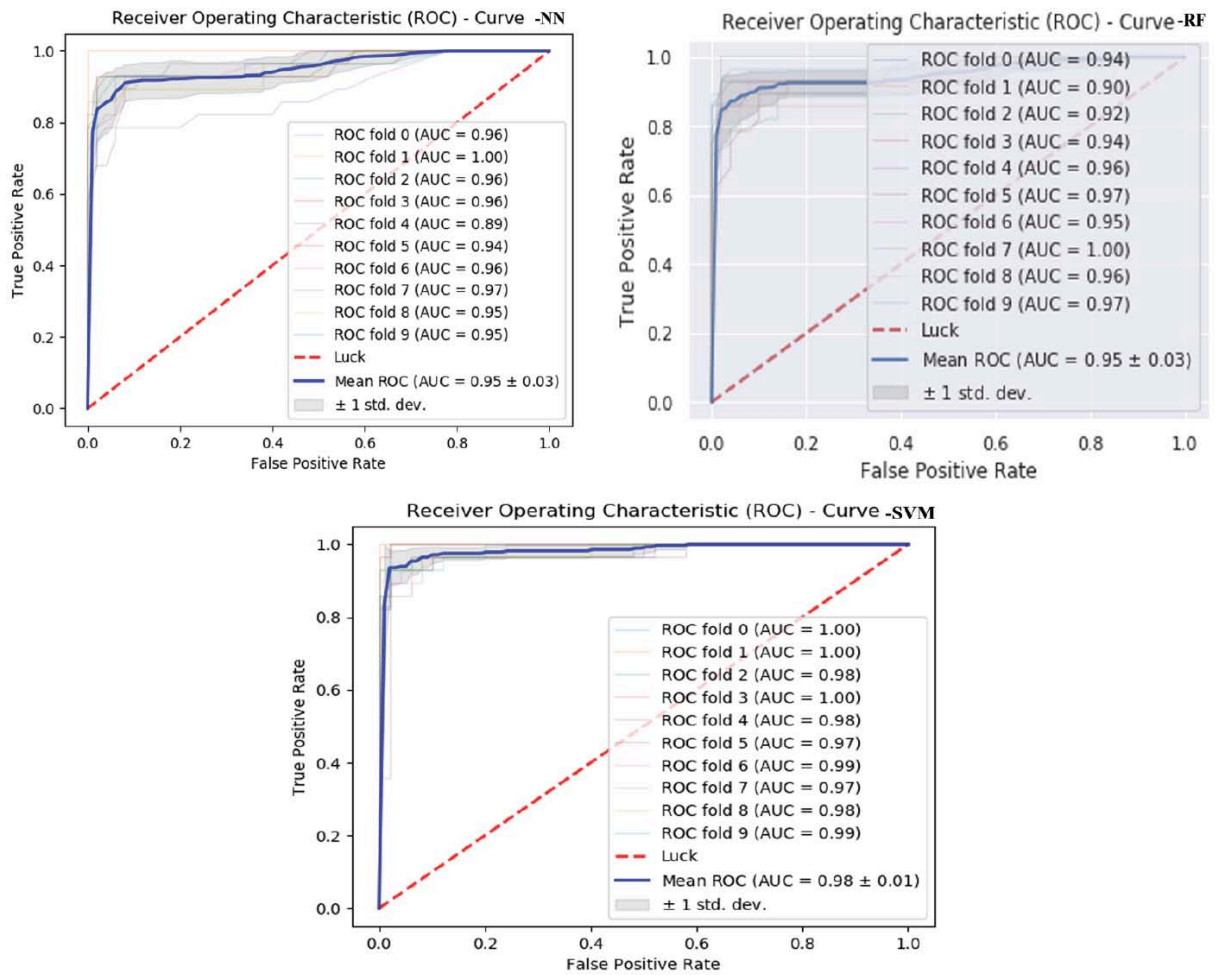 Receiver Operating Characteristic (ROC) - Curve -NN
True Positive Rate
1.0
0.8
0.6
0.4
0.2
0.0
ROC fold 0 (AUC = 0.96)
ROC fold 1 (AUC = 1.00)
ROC fold 2 (AUC = 0.96)
ROC fold 3 (AUC = 0.96)
ROC fold 4 (AUC = 0.89)
ROC fold 5 (AUC = 0.94)
ROC fold 6 (AUC = 0.96)
ROC fold 7 (AUC = 0.97)
ROC fold 8 (AUC = 0.95)
ROC fold 9 (AUC = 0.95)
Luck
Mean ROC (AUC = 0.95 ± 0.03)
± 1 std. dev.
0.0 0.2 0.4 0.6 0.8 1.0
False Positive Rate
Receiver Operating Characteristic (ROC) - Curve -RF
True Positive Rate
1.0
0.8
0.6
0.4
0.2
0.0
ROC fold 0 (AUC = 0.94)
ROC fold 1 (AUC = 0.90)
ROC fold 2 (AUC = 0.92)
ROC fold 3 (AUC = 0.94)
ROC fold 4 (AUC = 0.96)
ROC fold 5 (AUC = 0.97)
ROC fold 6 (AUC = 0.95)
ROC fold 7 (AUC = 1.00)
ROC fold 8 (AUC = 0.96)
ROC fold 9 (AUC = 0.97)
Luck
Mean ROC (AUC = 0.95 ± 0.03)
± 1 std. dev.
0.0 0.2 0.4 0.6 0.8 1.0
False Positive Rate
Receiver Operating Characteristic (ROC) - Curve -SVM
True Positive Rate
1.0
0.8
0.6
0.4
0.2
0.0
ROC fold 0 (AUC = 1.00)
ROC fold 1 (AUC = 1.00)
ROC fold 2 (AUC = 0.98)
ROC fold 3 (AUC = 1.00)
ROC fold 4 (AUC = 0.98)
ROC fold 5 (AUC = 0.97)
ROC fold 6 (AUC = 0.99)
ROC fold 7 (AUC = 0.97)
ROC fold 8 (AUC = 0.98)
ROC fold 9 (AUC = 0.99)
Luck
Mean ROC (AUC = 0.98 ± 0.01)
± 1 std. dev.
0.0 0.2 0.4 0.6 0.8 1.0
False Positive Rate